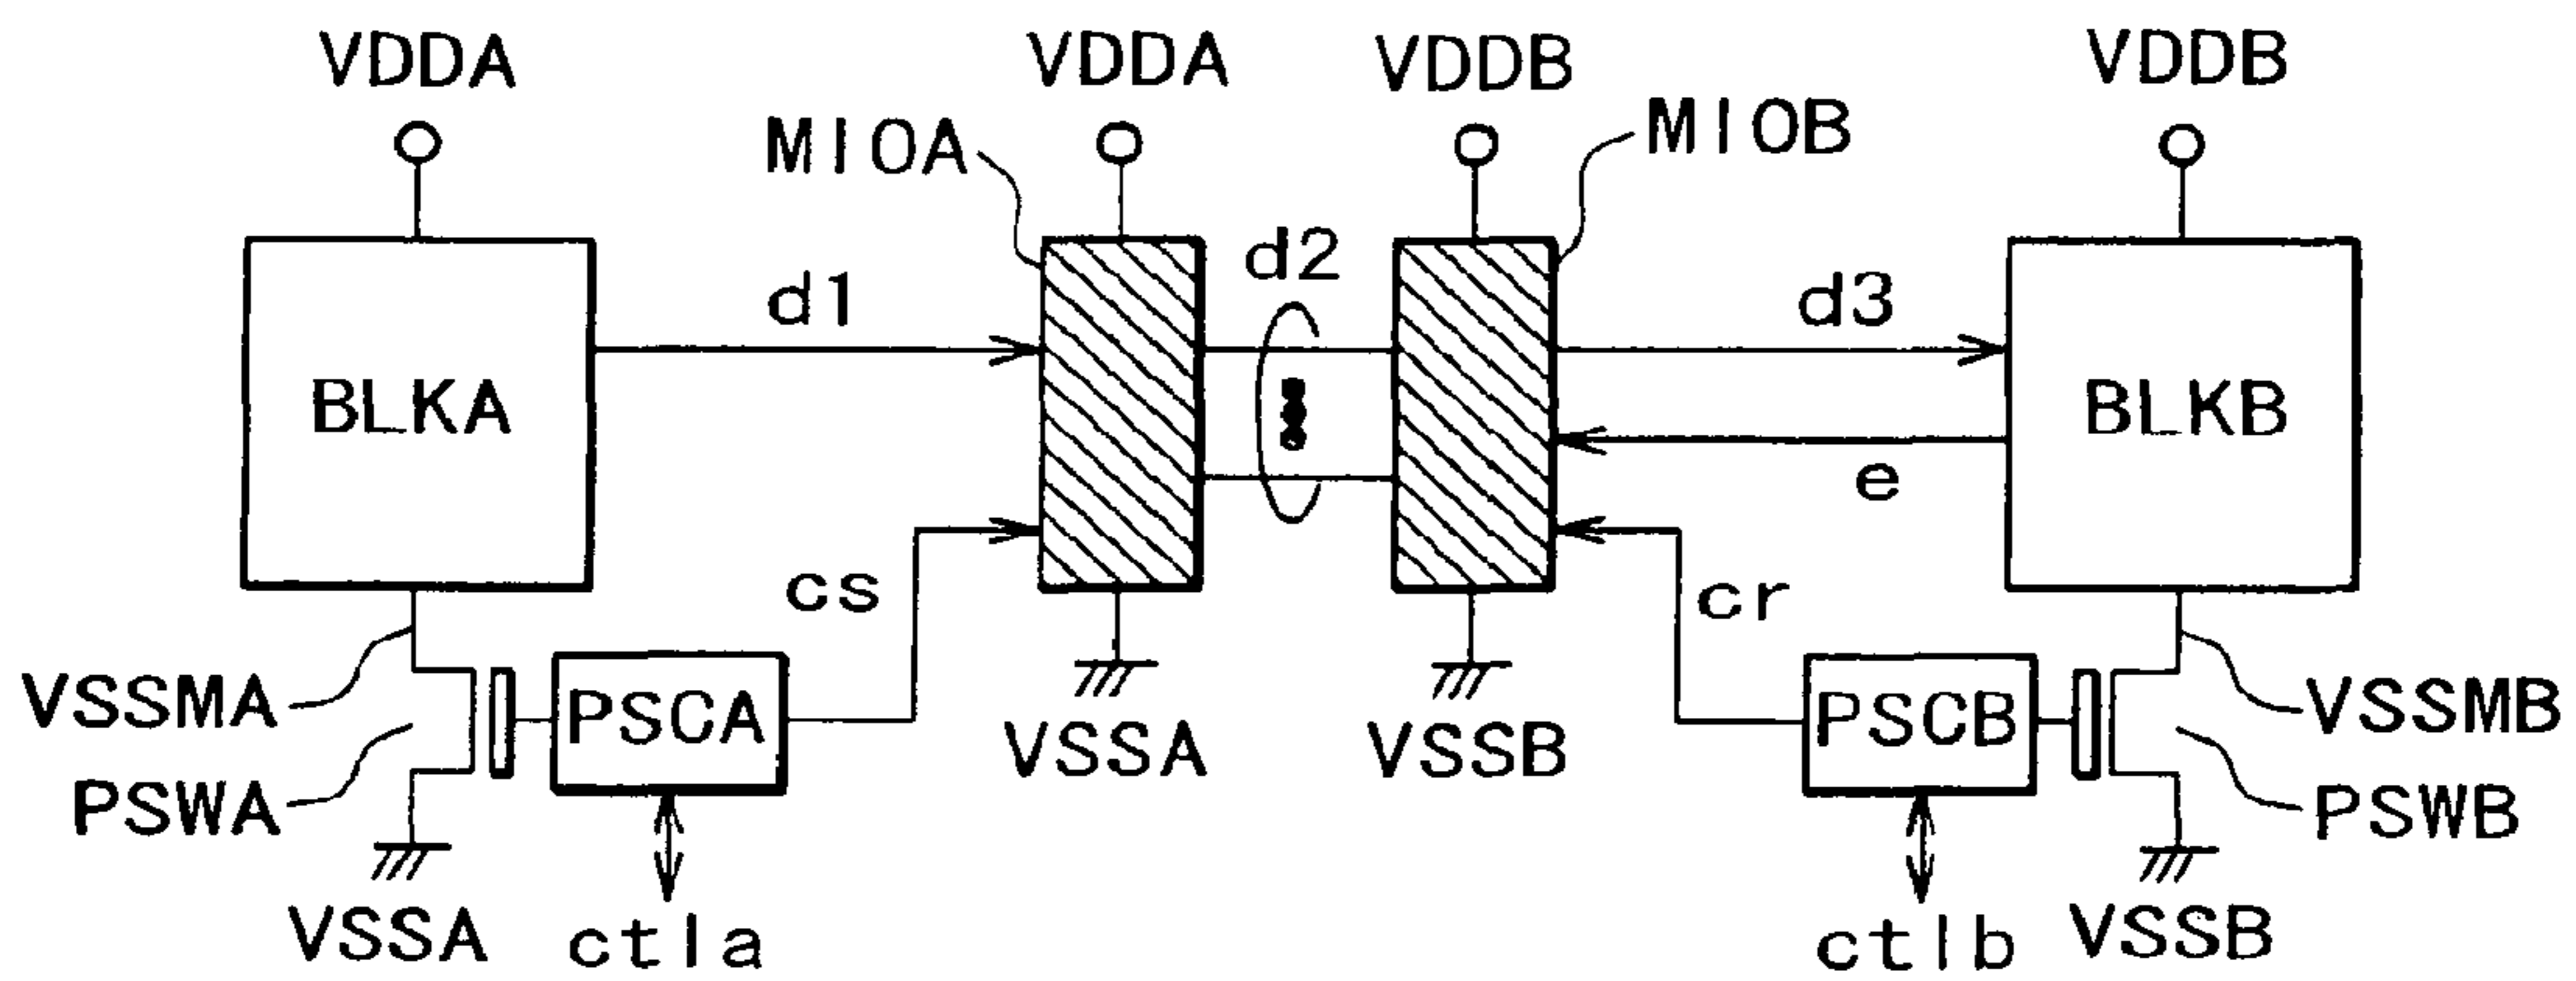 VDDA
VDDA
VDDB
VDDB
MIOA
MIOB
d1
d2
d3
BLKA
BLKB
e
cs
cr
VSSMA
PSCA
VSSA
VSSB
PSCB
VSSMB
PSWA
PSWB
VSSA
ctla
ctlb
VSSB